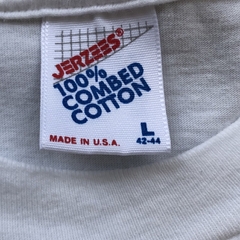 JERZEES®
100%
COMBED
COTTON
MADE IN U.S.A.
L
42-44